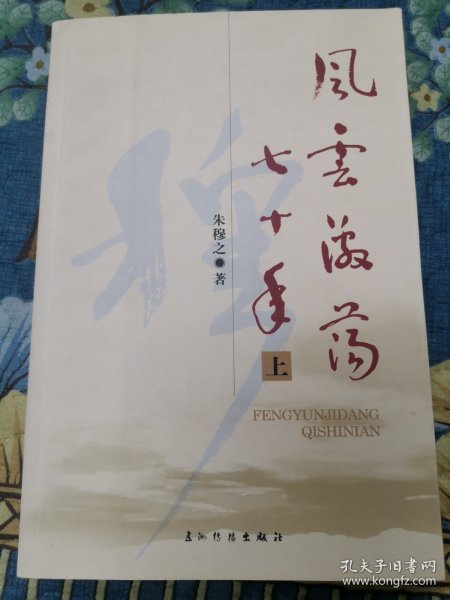 風雲激荡
七十年
上
朱穆之◉著
FENGYUNJIDANG
QISHINIAN
五洲传播出版社
孔夫子旧书网
www.kongfz.com